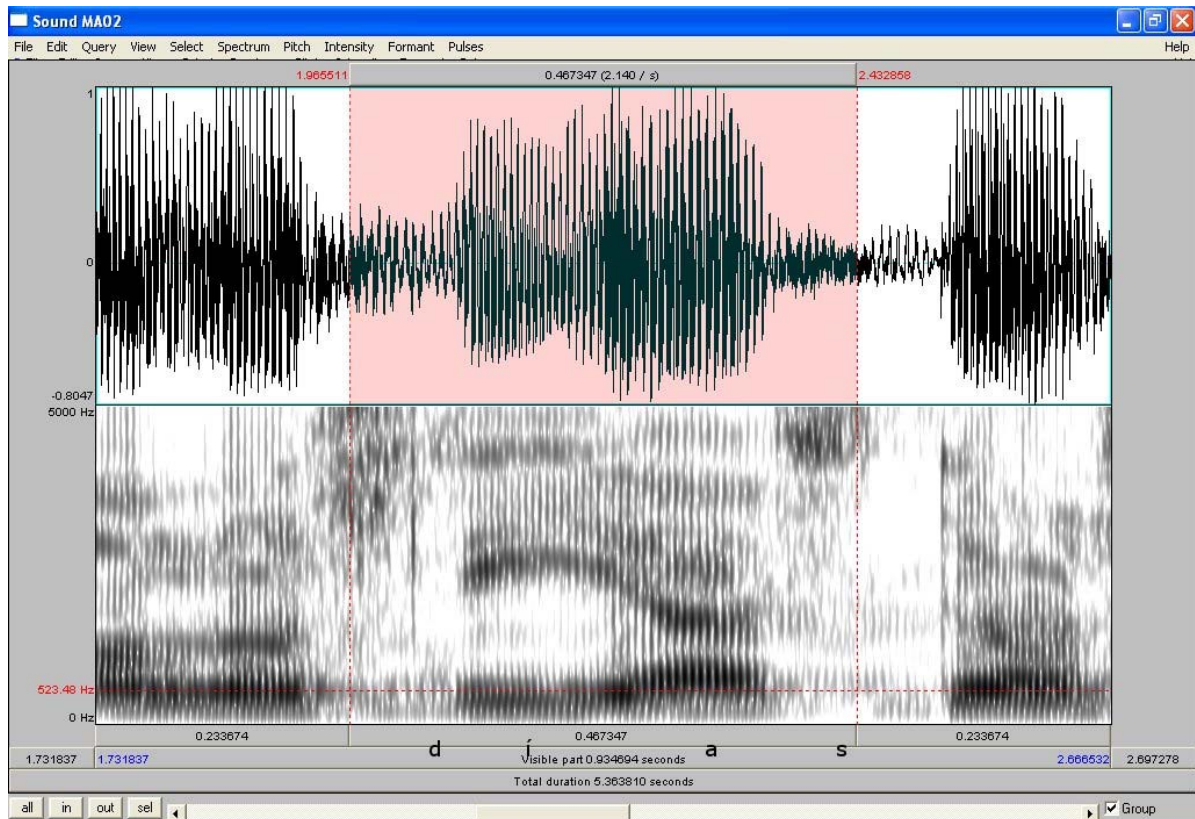 Sound MA02
File Edit Query View Select Spectrum Pitch Intensity Formant Pulses Help
1.965511 0.467347 (2.140 / s) 2.432858
1
0
-0.8047
5000 Hz
523.48 Hz
0 Hz
0.233674 0.467347 0.233674
d í a s
1.731837 1.731837 Visible part 0.934694 seconds 2.666532 2.697278
Total duration 5.363810 seconds
all in out sel Group